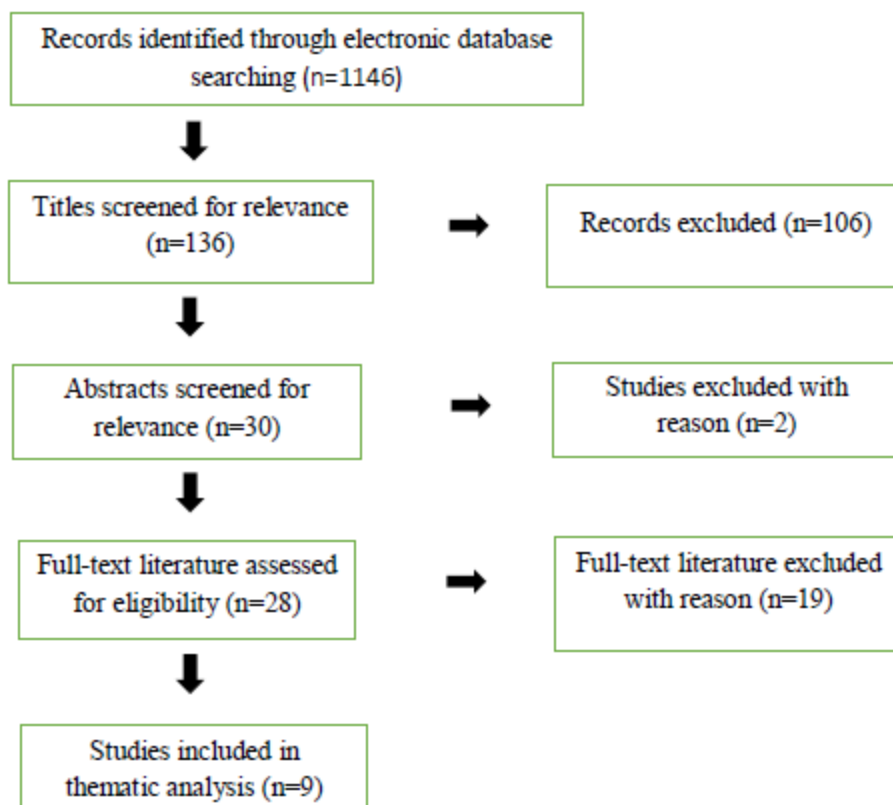 Records identified through electronic database
searching (n=1146)
Titles screened for relevance
(n=136)
Records excluded (n=106)
Abstracts screened for
relevance (n=30)
Studies excluded with
reason (n=2)
Full-text literature assessed
for eligibility (n=28)
Full-text literature excluded
with reason (n=19)
Studies included in
thematic analysis (n=9)